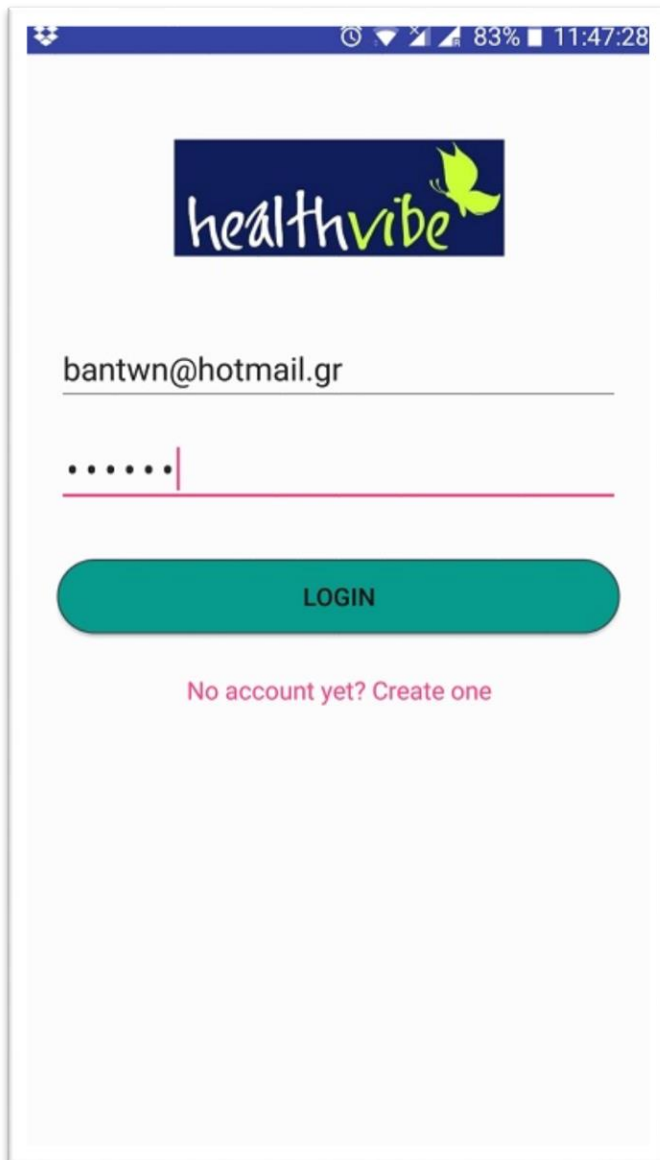 83% 11:47:28
healthvibe
bantwn@hotmail.gr
••••••
LOGIN
No account yet? Create one